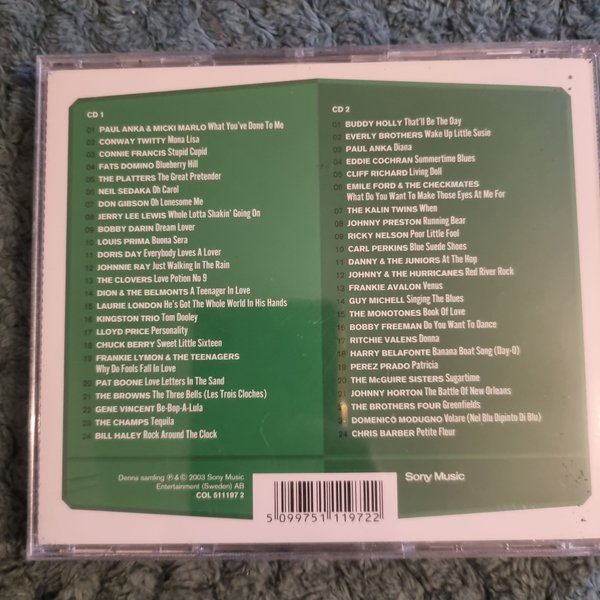 CD 1
01 PAUL ANKA & MICKI MARLO What You've Done To Me
02 CONWAY TWITTY Mona Lisa
03 CONNIE FRANCIS Stupid Cupid
04 FATS DOMINO Blueberry Hill
05 THE PLATTERS The Great Pretender
06 NEIL SEDAKA Oh Carol
07 DON GIBSON Oh Lonesome Me
08 JERRY LEE LEWIS Whole Lotta Shakin' Going On
09 BOBBY DARIN Dream Lover
10 LOUIS PRIMA Buona Sera
11 DORIS DAY Everybody Loves A Lover
12 JOHNNIE RAY Just Walking In The Rain
13 THE CLOVERS Love Potion No 9
14 DION & THE BELMONTS A Teenager In Love
15 LAURIE LONDON He's Got The Whole World In His Hands
16 KINGSTON TRIO Tom Dooley
17 LLOYD PRICE Personality
18 CHUCK BERRY Sweet Little Sixteen
19 FRANKIE LYMON & THE TEENAGERS
Why Do Fools Fall In Love
20 PAT BOONE Love Letters In The Sand
21 THE BROWNS The Three Bells (Les Trois Cloches)
22 GENE VINCENT Be-Bop-A-Lula
23 THE CHAMPS Tequila
24 BILL HALEY Rock Around The Clock
CD 2
01 BUDDY HOLLY That'll Be The Day
02 EVERLY BROTHERS Wake Up Little Susie
03 PAUL ANKA Diana
04 EDDIE COCHRAN Summertime Blues
05 CLIFF RICHARD Living Doll
06 EMILE FORD & THE CHECKMATES
What Do You Want To Make Those Eyes At Me For
07 THE KALIN TWINS When
08 JOHNNY PRESTON Running Bear
09 RICKY NELSON Poor Little Fool
10 CARL PERKINS Blue Suede Shoes
11 DANNY & THE JUNIORS At The Hop
12 JOHNNY & THE HURRICANES Red River Rock
13 FRANKIE AVALON Venus
14 GUY MICHELL Singing The Blues
15 THE MONOTONES Book Of Love
16 BOBBY FREEMAN Do You Want To Dance
17 RITCHIE VALENS Donna
18 HARRY BELAFONTE Banana Boat Song (Day-O)
19 PEREZ PRADO Patricia
20 THE McGUIRE SISTERS Sugartime
21 JOHNNY HORTON The Battle Of New Orleans
THE BROTHERS FOUR Greenfields
DOMENICO MODUGNO Volare (Nel Blu Dipinto Di Blu)
24 CHRIS BARBER Petite Fleur
Denna samling ℗ & © 2003 Sony Music
Entertainment (Sweden) AB
COL 511197 2
Sony Music
5 099751 119722